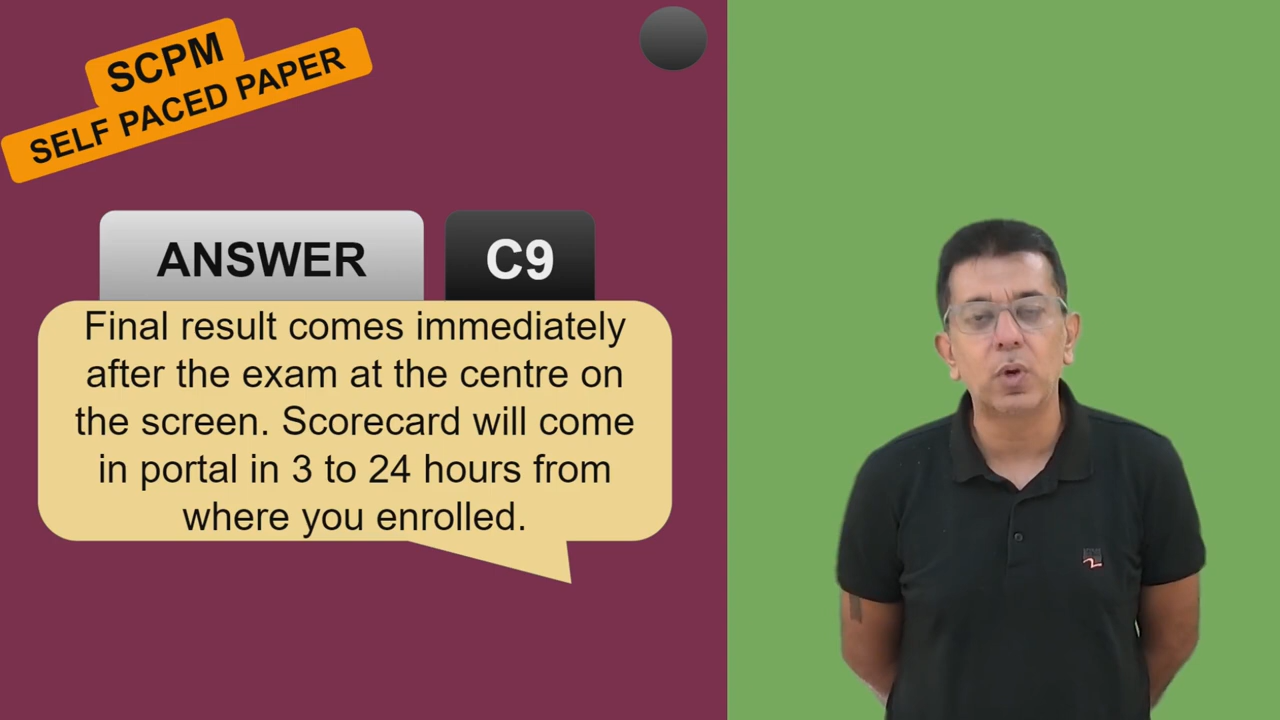 SCPM
SELF PACED PAPER
ANSWER
C9
Final result comes immediately
after the exam at the centre on
the screen. Scorecard will come
in portal in 3 to 24 hours from
where you enrolled.